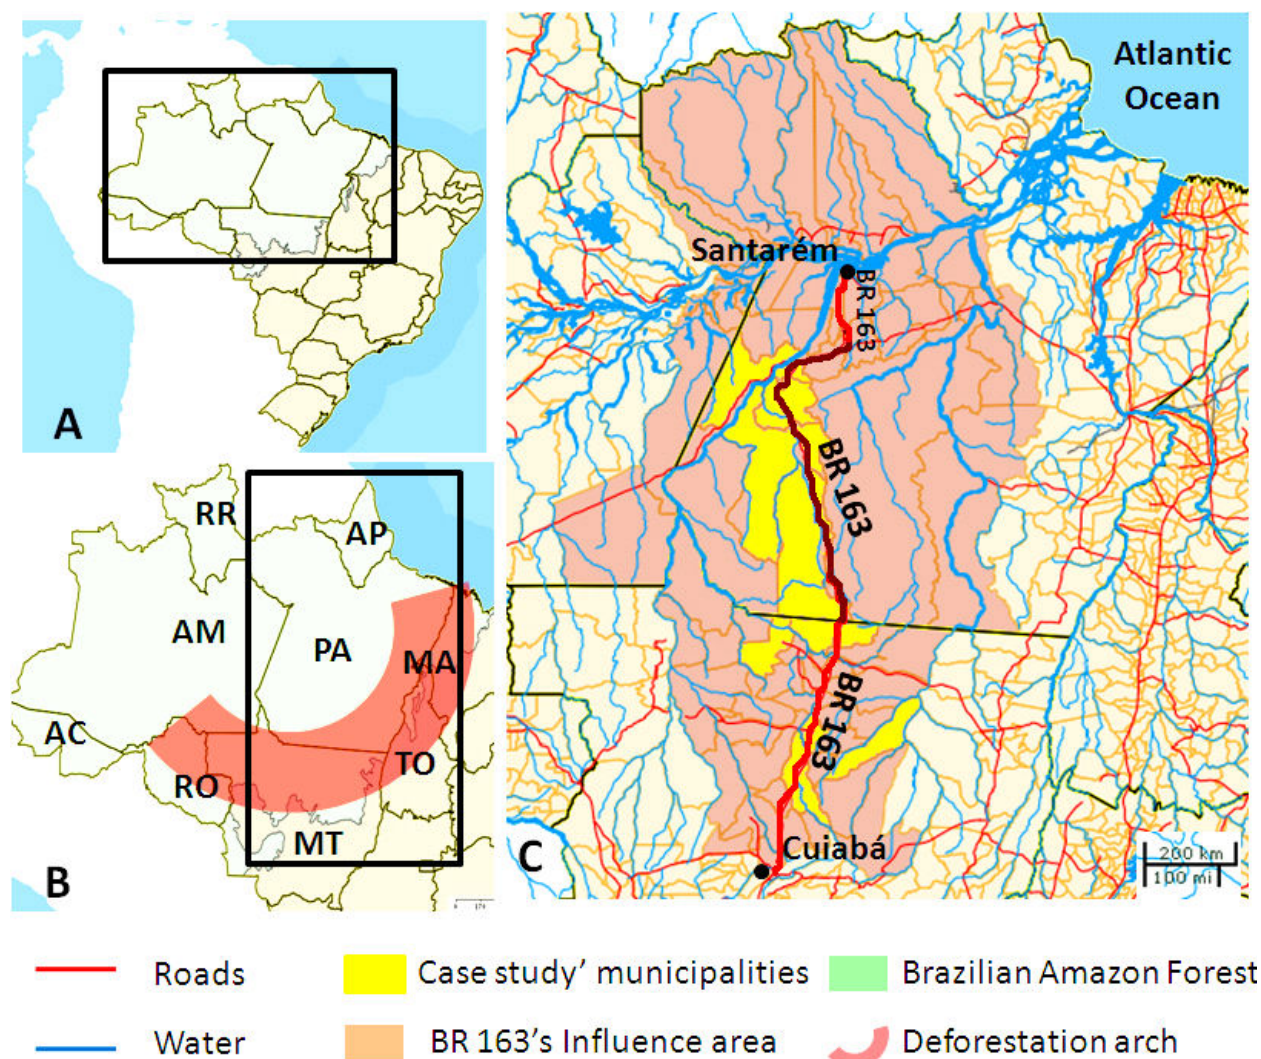 A
RR
AP
AM
PA
MA
AC
RO
TO
MT
B
Atlantic
Ocean
Santarém
BR 163
BR 163
BR 163
Cuiabá
C
200 km
100 mi
Roads
Case study' municipalities
Brazilian Amazon Forest
Water
BR 163's Influence area
Deforestation arch